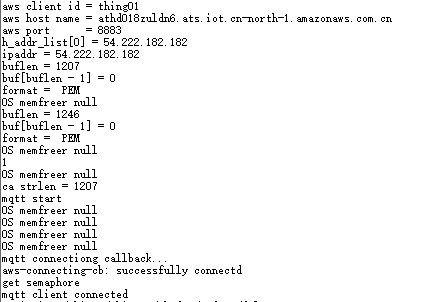 aws client id = thing01
aws host name = athd018zuldn6.ats.iot.cn-north-1.amazonaws.com.cn
aws port      = 8883
h_addr_list[0] = 54.222.182.182
ipaddr = 54.222.182.182
buflen = 1207
buf[buflen - 1] = 0
format =  PEM
OS memfreer null
buflen = 1246
buf[buflen - 1] = 0
format =  PEM
OS memfreer null
1
OS memfreer null
ca strlen = 1207
mqtt start
OS memfreer null
OS memfreer null
OS memfreer null
OS memfreer null
mqtt connectiong callback...
aws-connecting-cb: successfully connectd
get semaphore
mqtt client connected